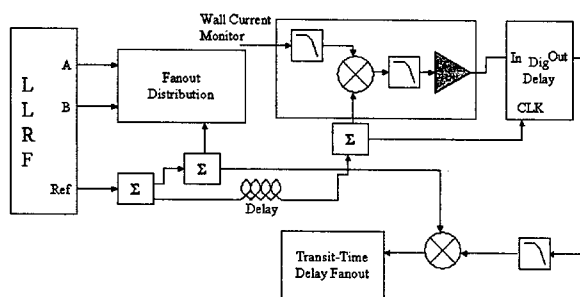 Wall Current
Monitor
L
L
R
F
A
B
Ref
Fanout
Distribution
In
Dig
Out
Delay
CLK
Σ
Σ
Σ
Delay
Transit-Time
Delay Fanout